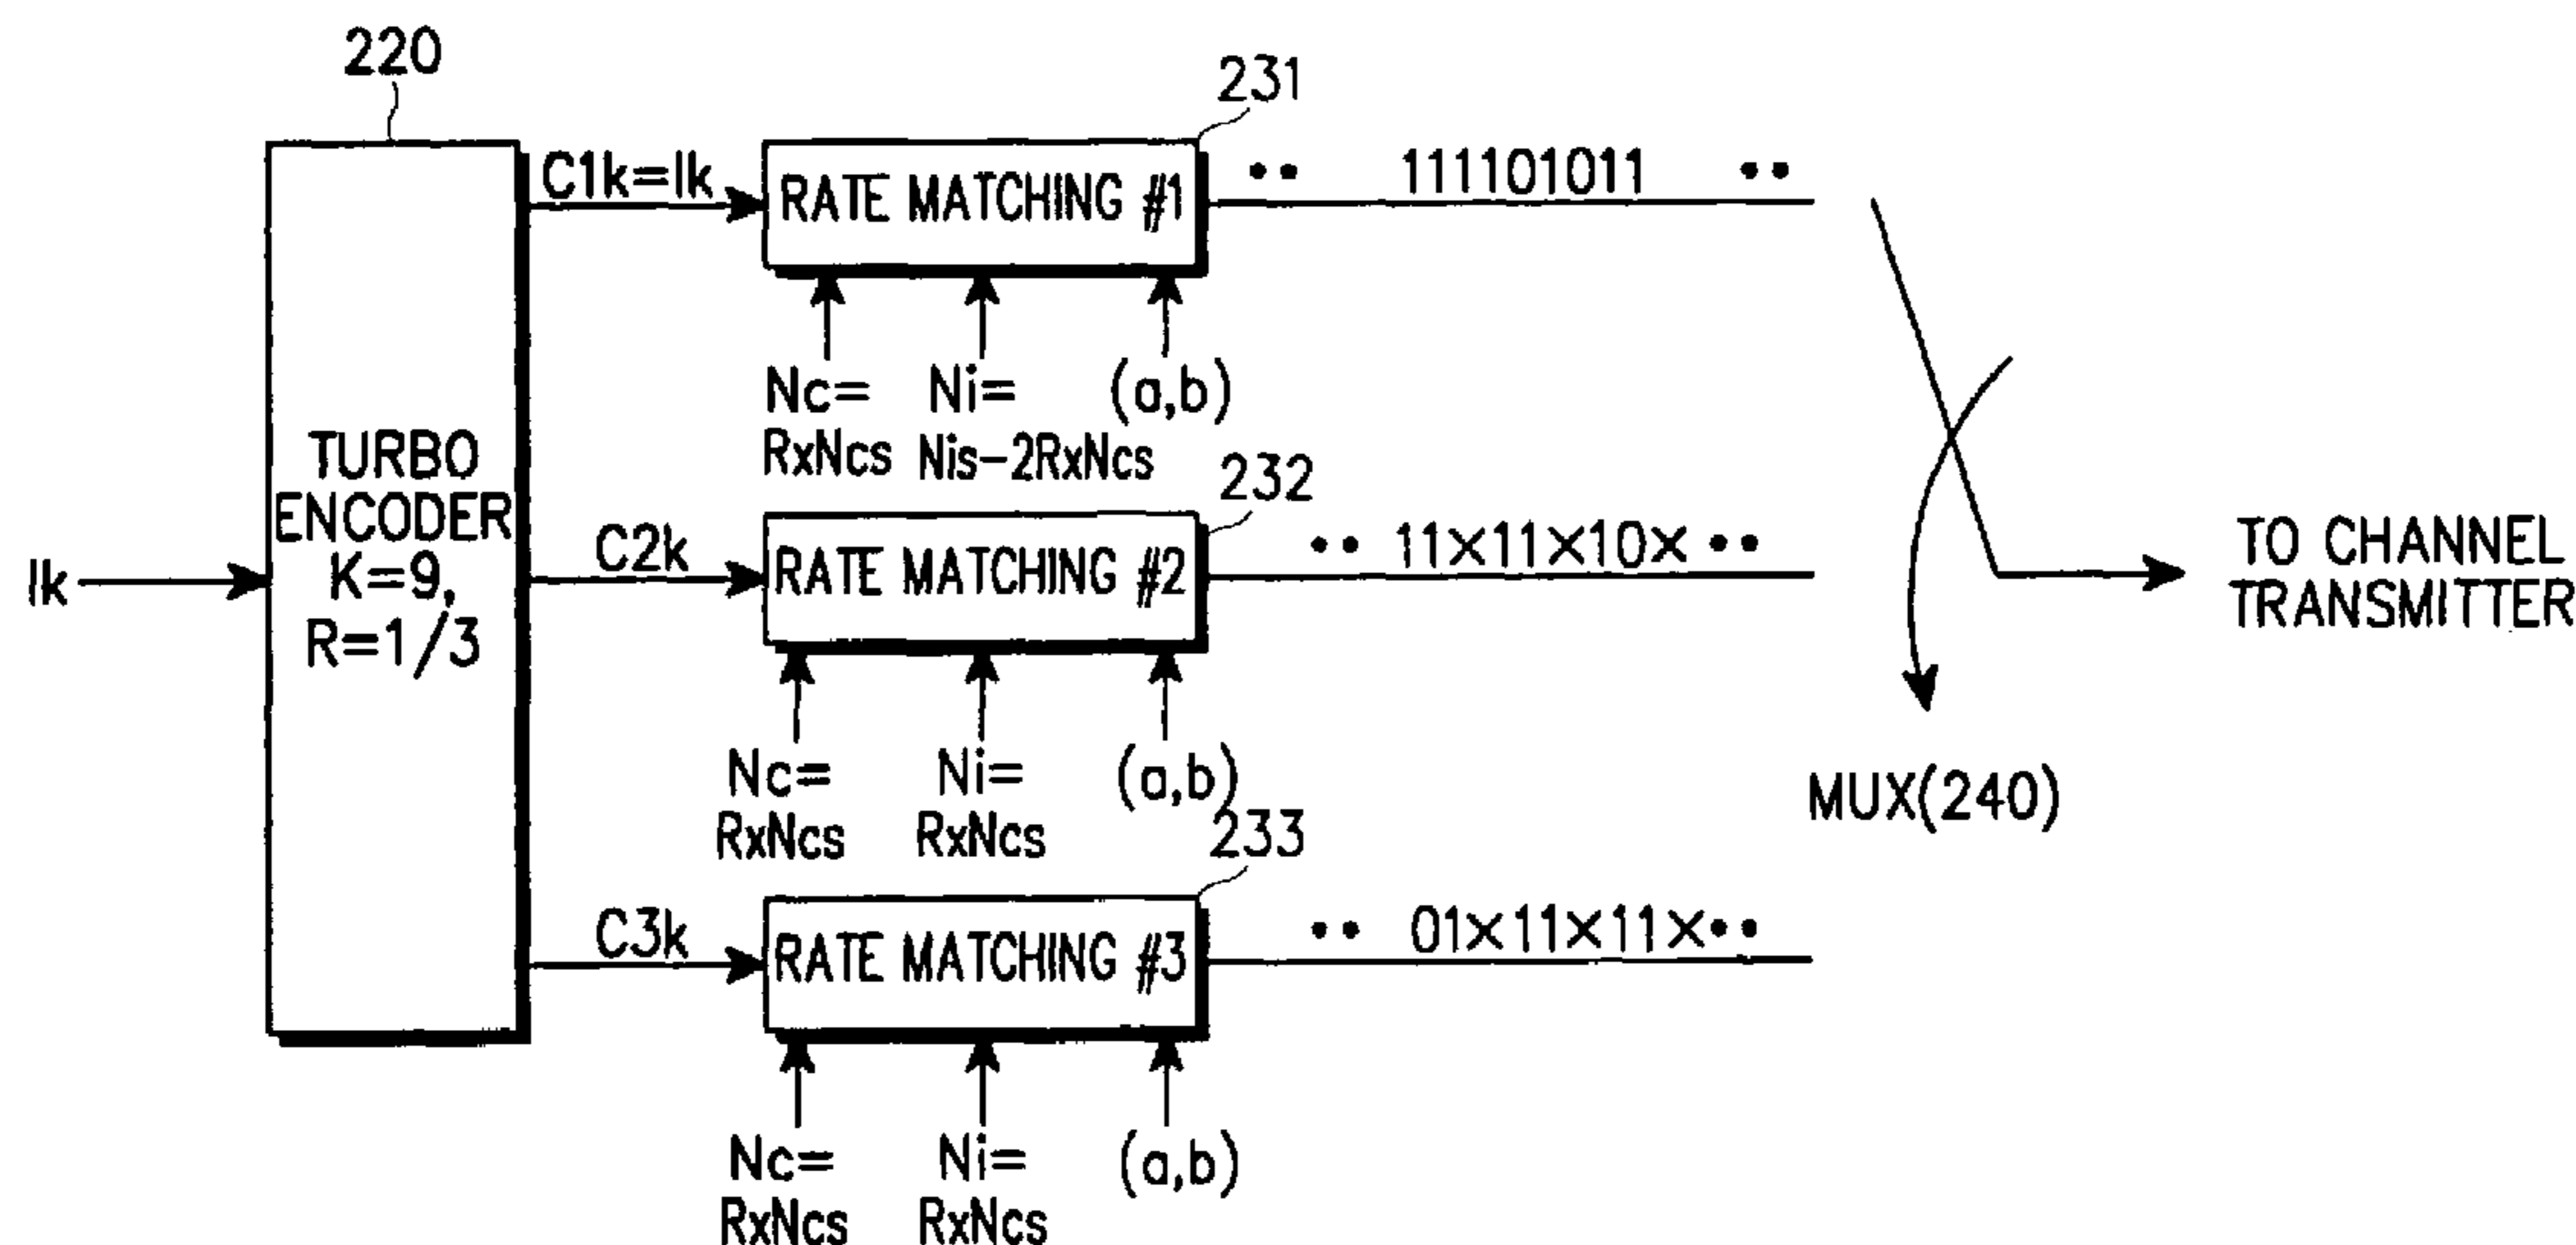 220
231
C1k=Ik
RATE MATCHING #1
•• 111101011 ••
Nc=
RxNcs
Ni=
Nis-2RxNcs
(a,b)
TURBO
ENCODER
K=9,
R=1/3
Ik
232
C2k
RATE MATCHING #2
•• 11×11×10× ••
TO CHANNEL
TRANSMITTER
Nc=
RxNcs
Ni=
RxNcs
(a,b)
MUX(240)
233
C3k
RATE MATCHING #3
•• 01×11×11×••
Nc=
RxNcs
Ni=
RxNcs
(a,b)